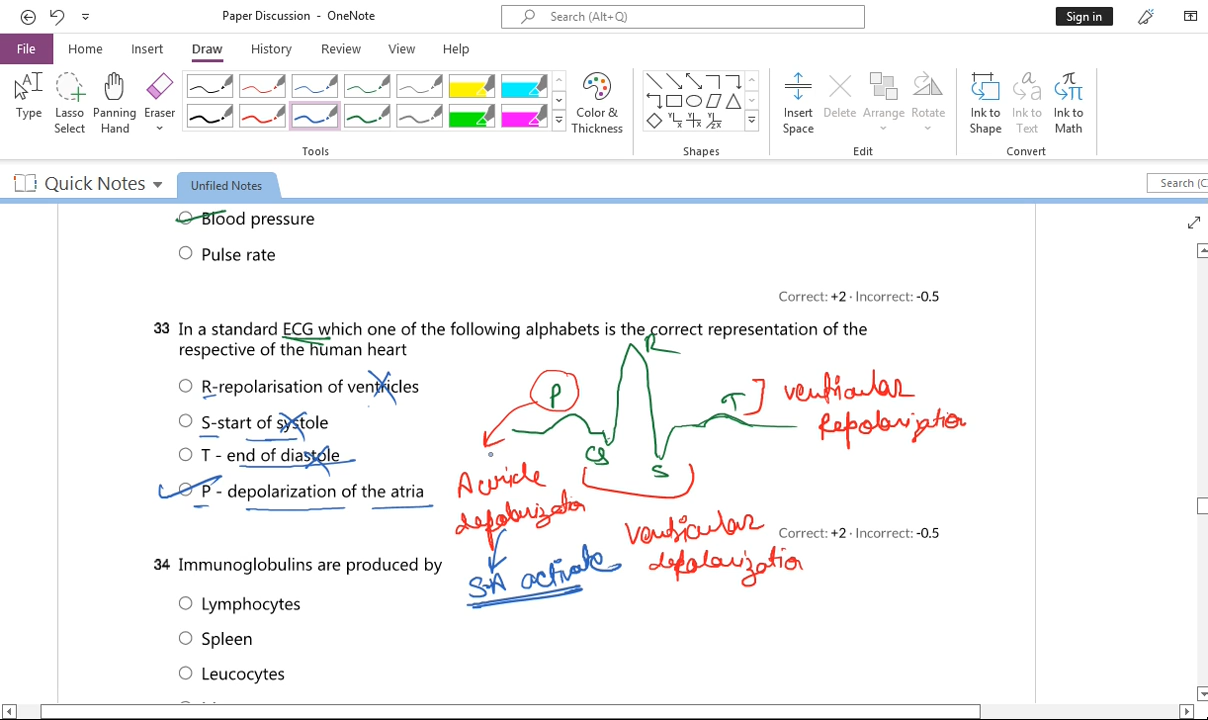 Paper Discussion - OneNote
Search (Alt+Q)
Sign in
File
Home
Insert
Draw
History
Review
View
Help
Type
Lasso Select
Panning Hand
Eraser
Color & Thickness
Insert Space
Delete
Arrange
Rotate
Ink to Shape
Ink to Text
Ink to Math
Tools
Shapes
Edit
Convert
Quick Notes
Unfiled Notes
Search (C
Blood pressure
Pulse rate
Correct: +2 · Incorrect: -0.5
33 In a standard ECG which one of the following alphabets is the correct representation of the
respective of the human heart
R-repolarisation of ventricles
S-start of systole
T - end of diastole
P - depolarization of the atria
P
R
T
S
ventricular
Repolarization
depolarization
ventricular
depolarization
S-A activate
Correct: +2 · Incorrect: -0.5
34 Immunoglobulins are produced by
Lymphocytes
Spleen
Leucocytes